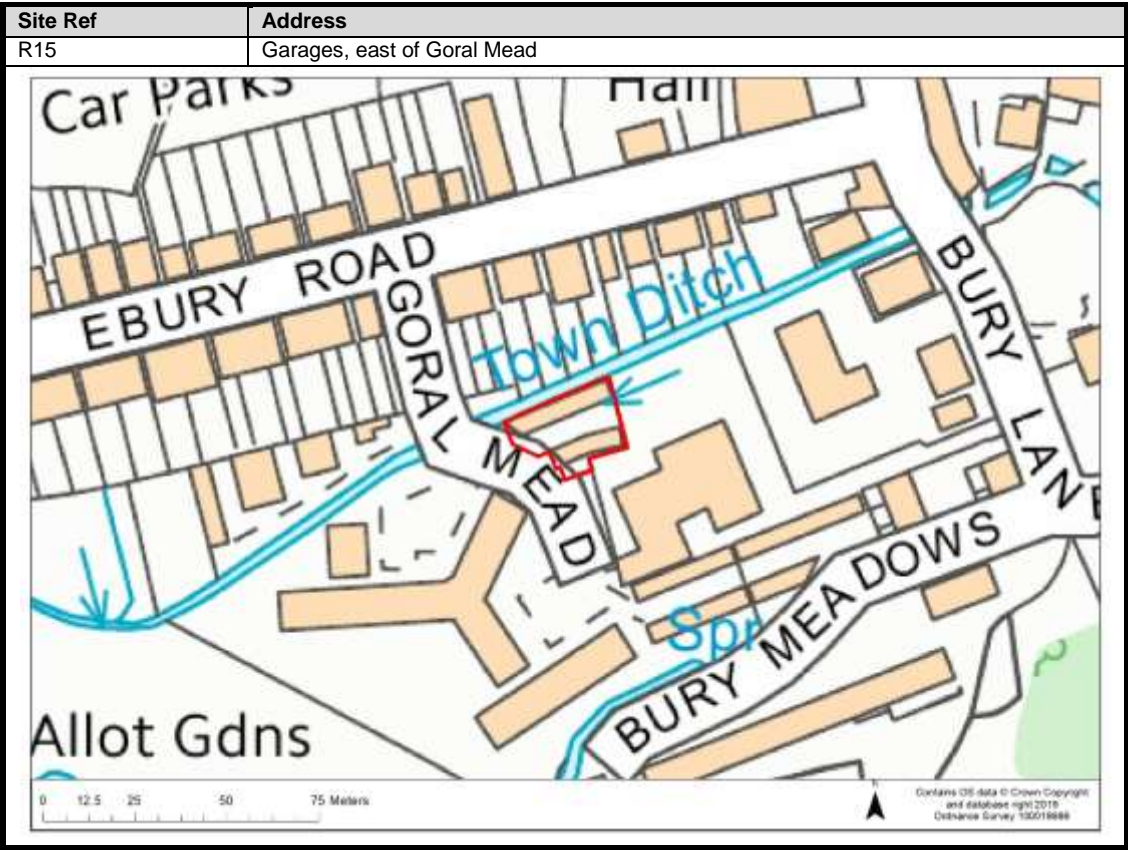 Site Ref Address
R15 Garages, east of Goral Mead
Car Parks
Hall
EBURY ROAD
GORAL MEAD
Town Ditch
BURY LANE
BURY MEADOWS
Spr
Allot Gdns
0 12.5 25 50 75 Meters
N
Contains OS data © Crown Copyright
and database right 2019
Ordnance Survey 100018686